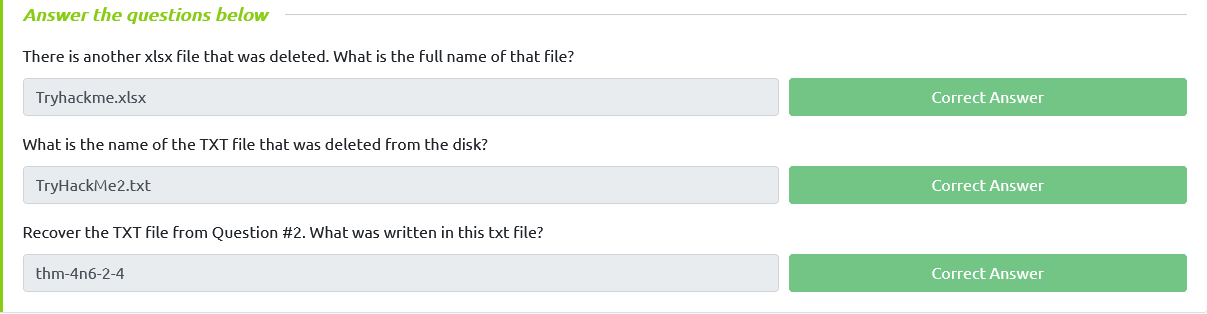 Answer the questions below
There is another xlsx file that was deleted. What is the full name of that file?
Tryhackme.xlsx
Correct Answer
What is the name of the TXT file that was deleted from the disk?
TryHackMe2.txt
Correct Answer
Recover the TXT file from Question #2. What was written in this txt file?
thm-4n6-2-4
Correct Answer